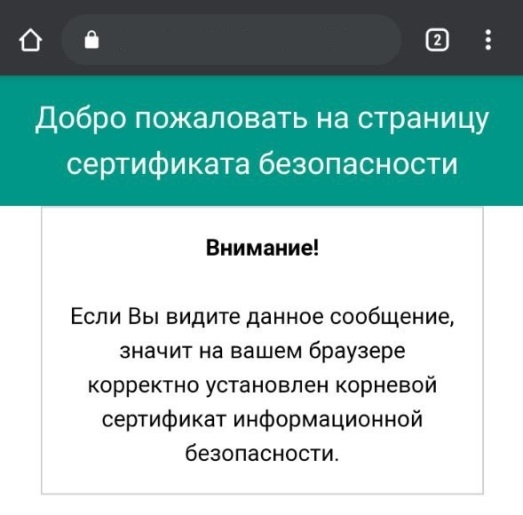 2
Добро пожаловать на страницу
сертификата безопасности
Внимание!
Если Вы видите данное сообщение,
значит на вашем браузере
корректно установлен корневой
сертификат информационной
безопасности.